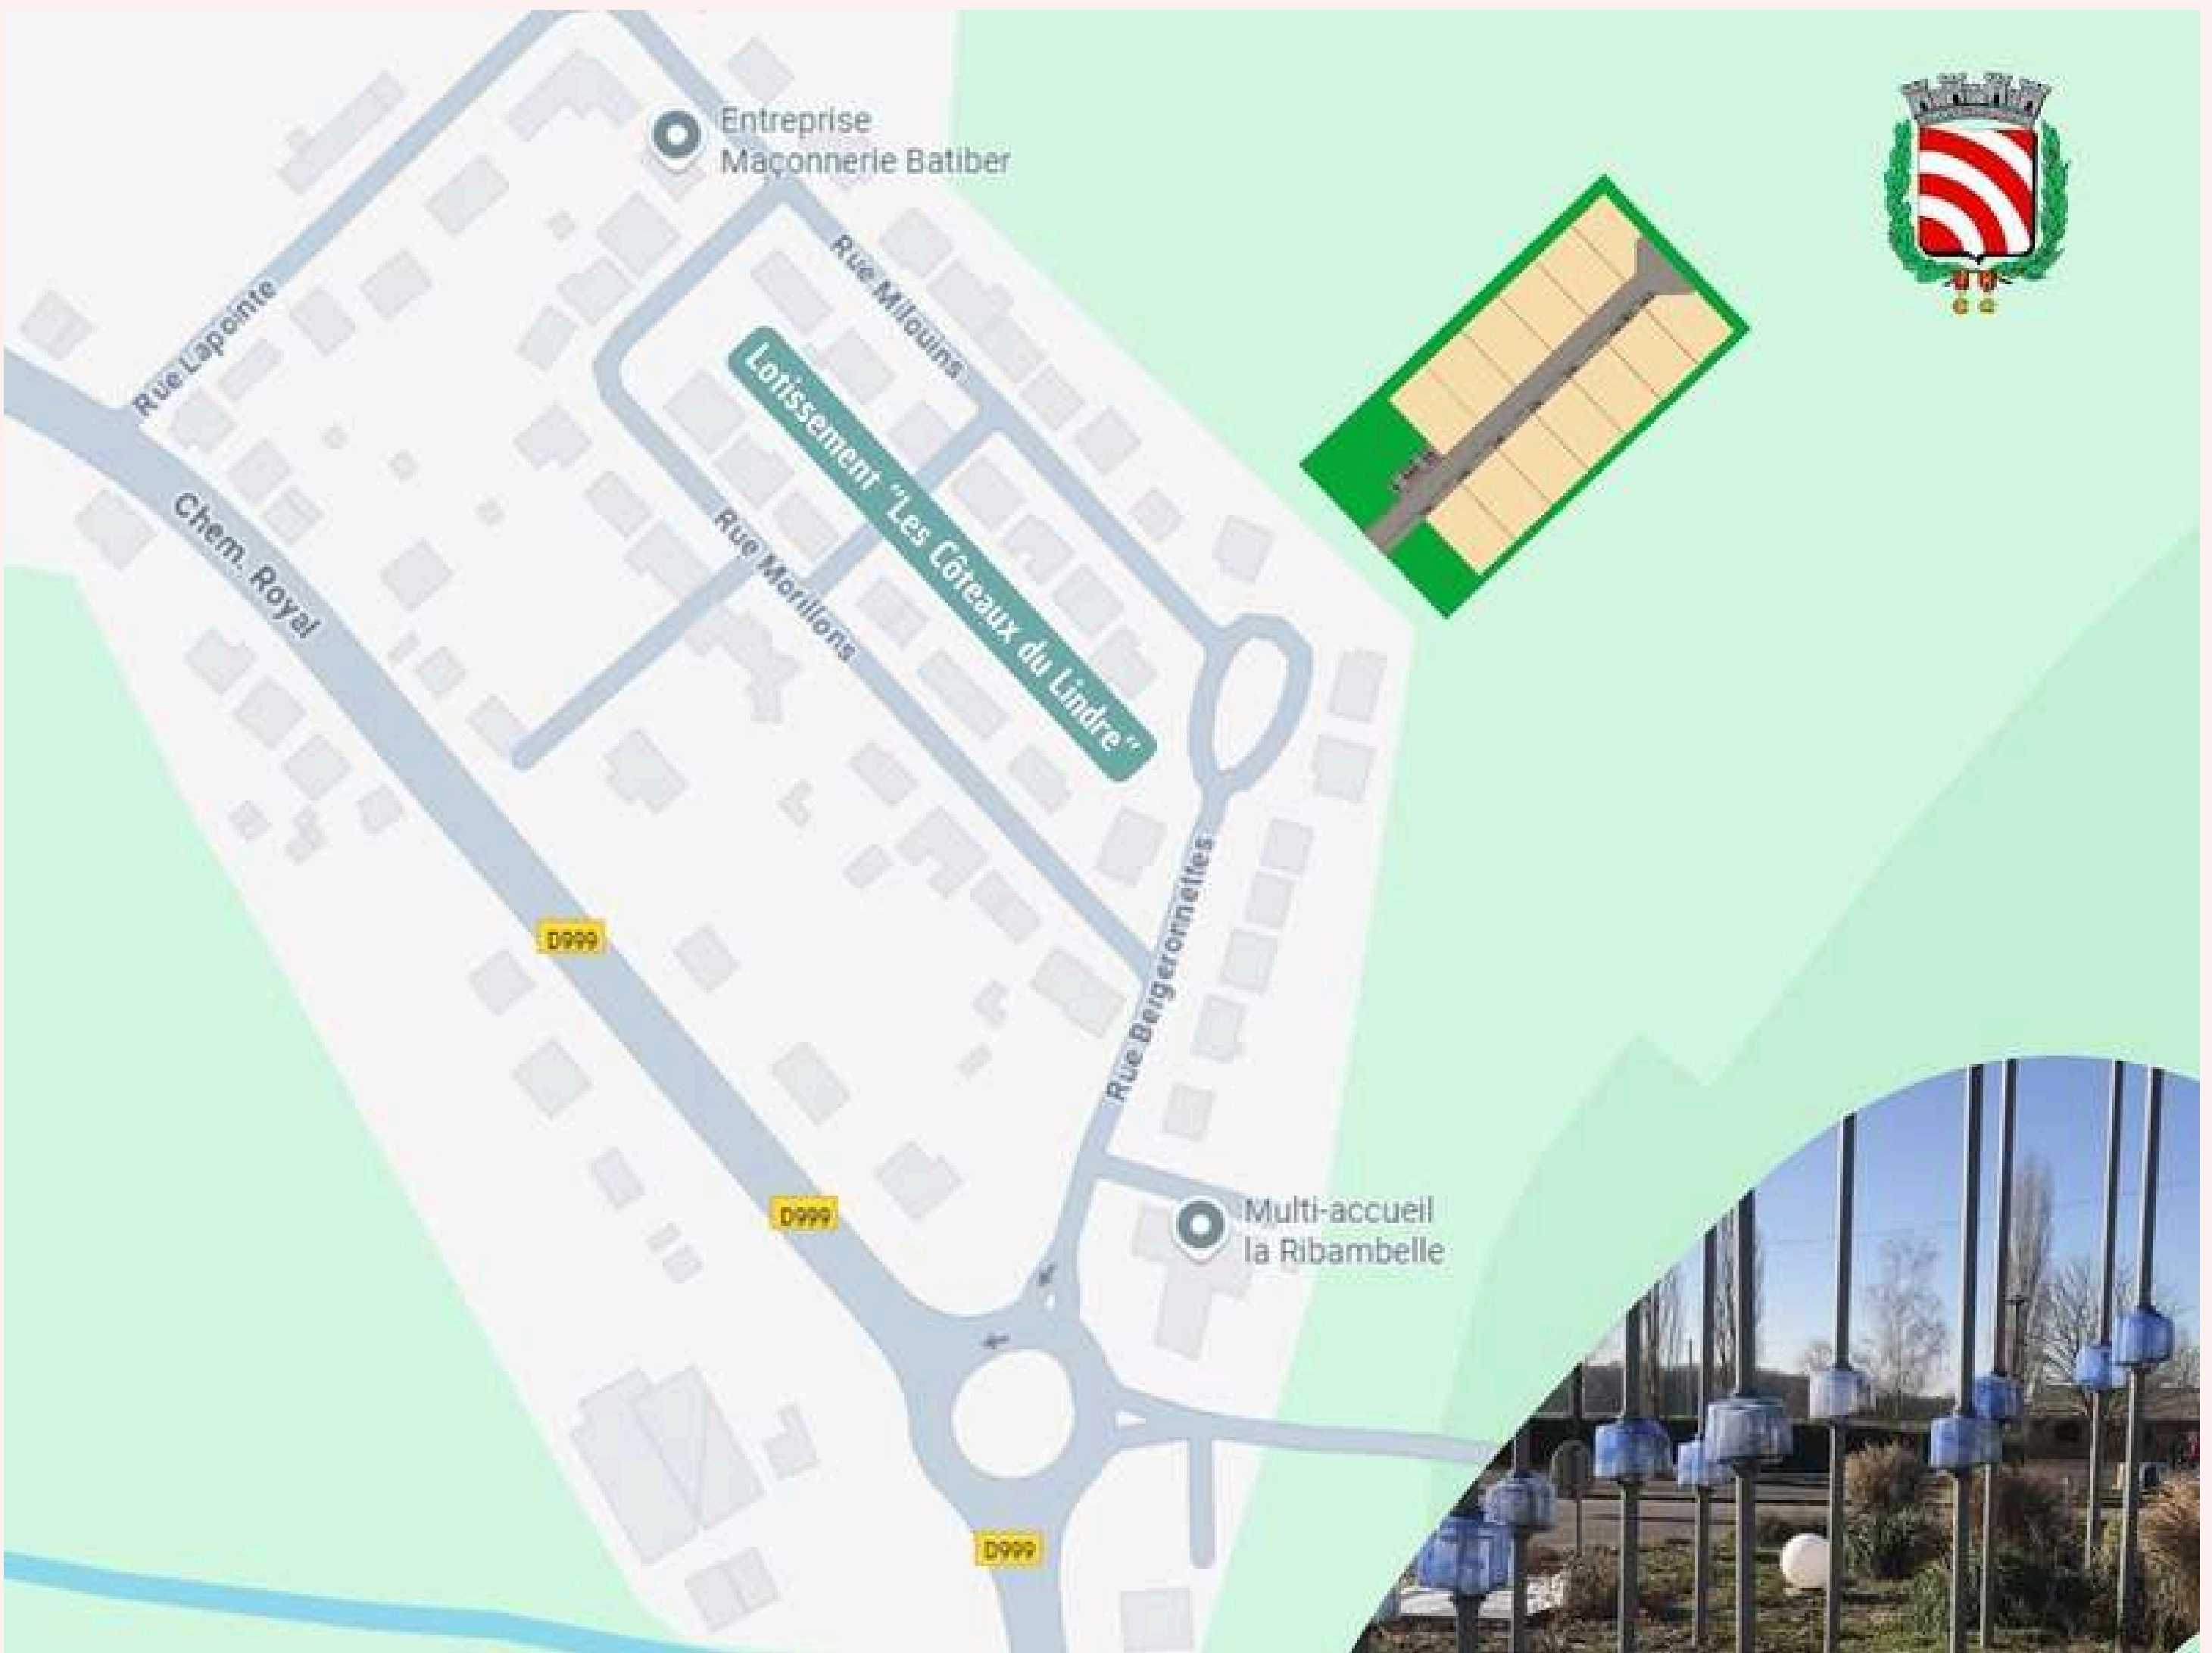 Entreprise
Maçonnerie Batiber
Rue Milouins
Rue Lapointe
Lotissement "Les Côteaux du Lindre"
Chem. Royal
Rue Morillons
Rue Bergeronnettes
D999
D999
Multi-accueil
la Ribambelle
D999